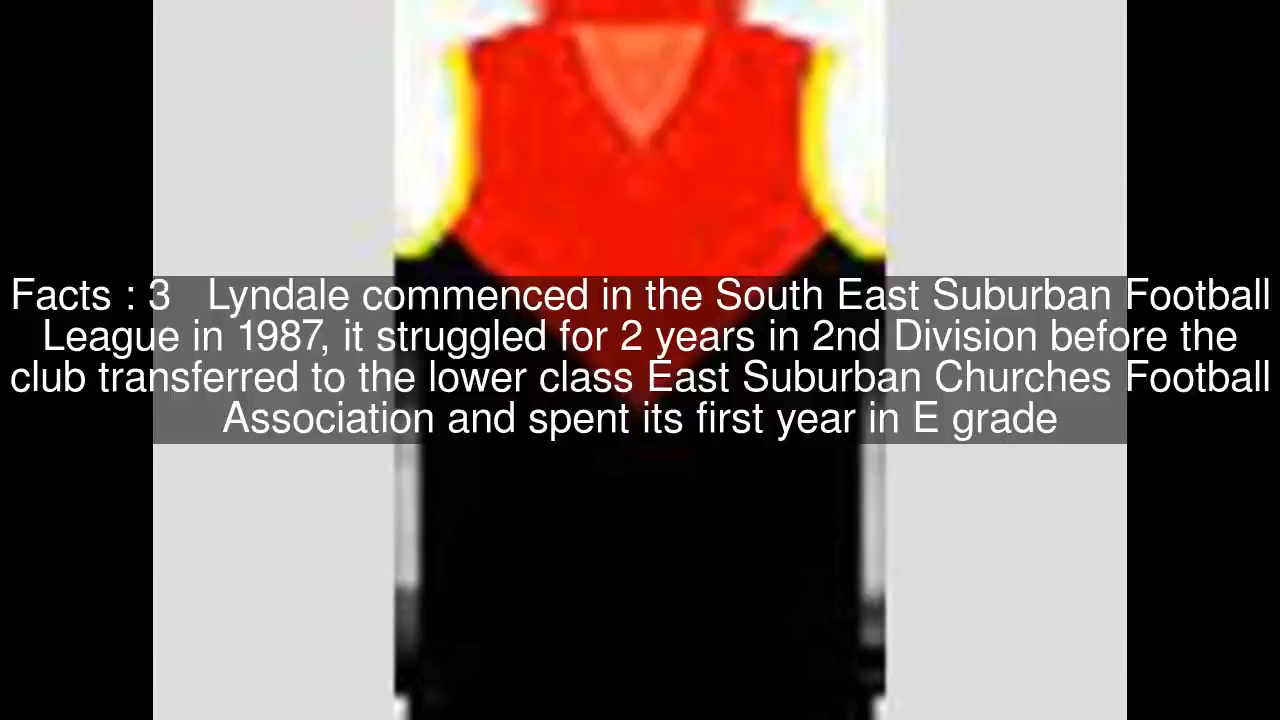 Facts : 3 Lyndale commenced in the South East Suburban Football
League in 1987, it struggled for 2 years in 2nd Division before the
club transferred to the lower class East Suburban Churches Football
Association and spent its first year in E grade